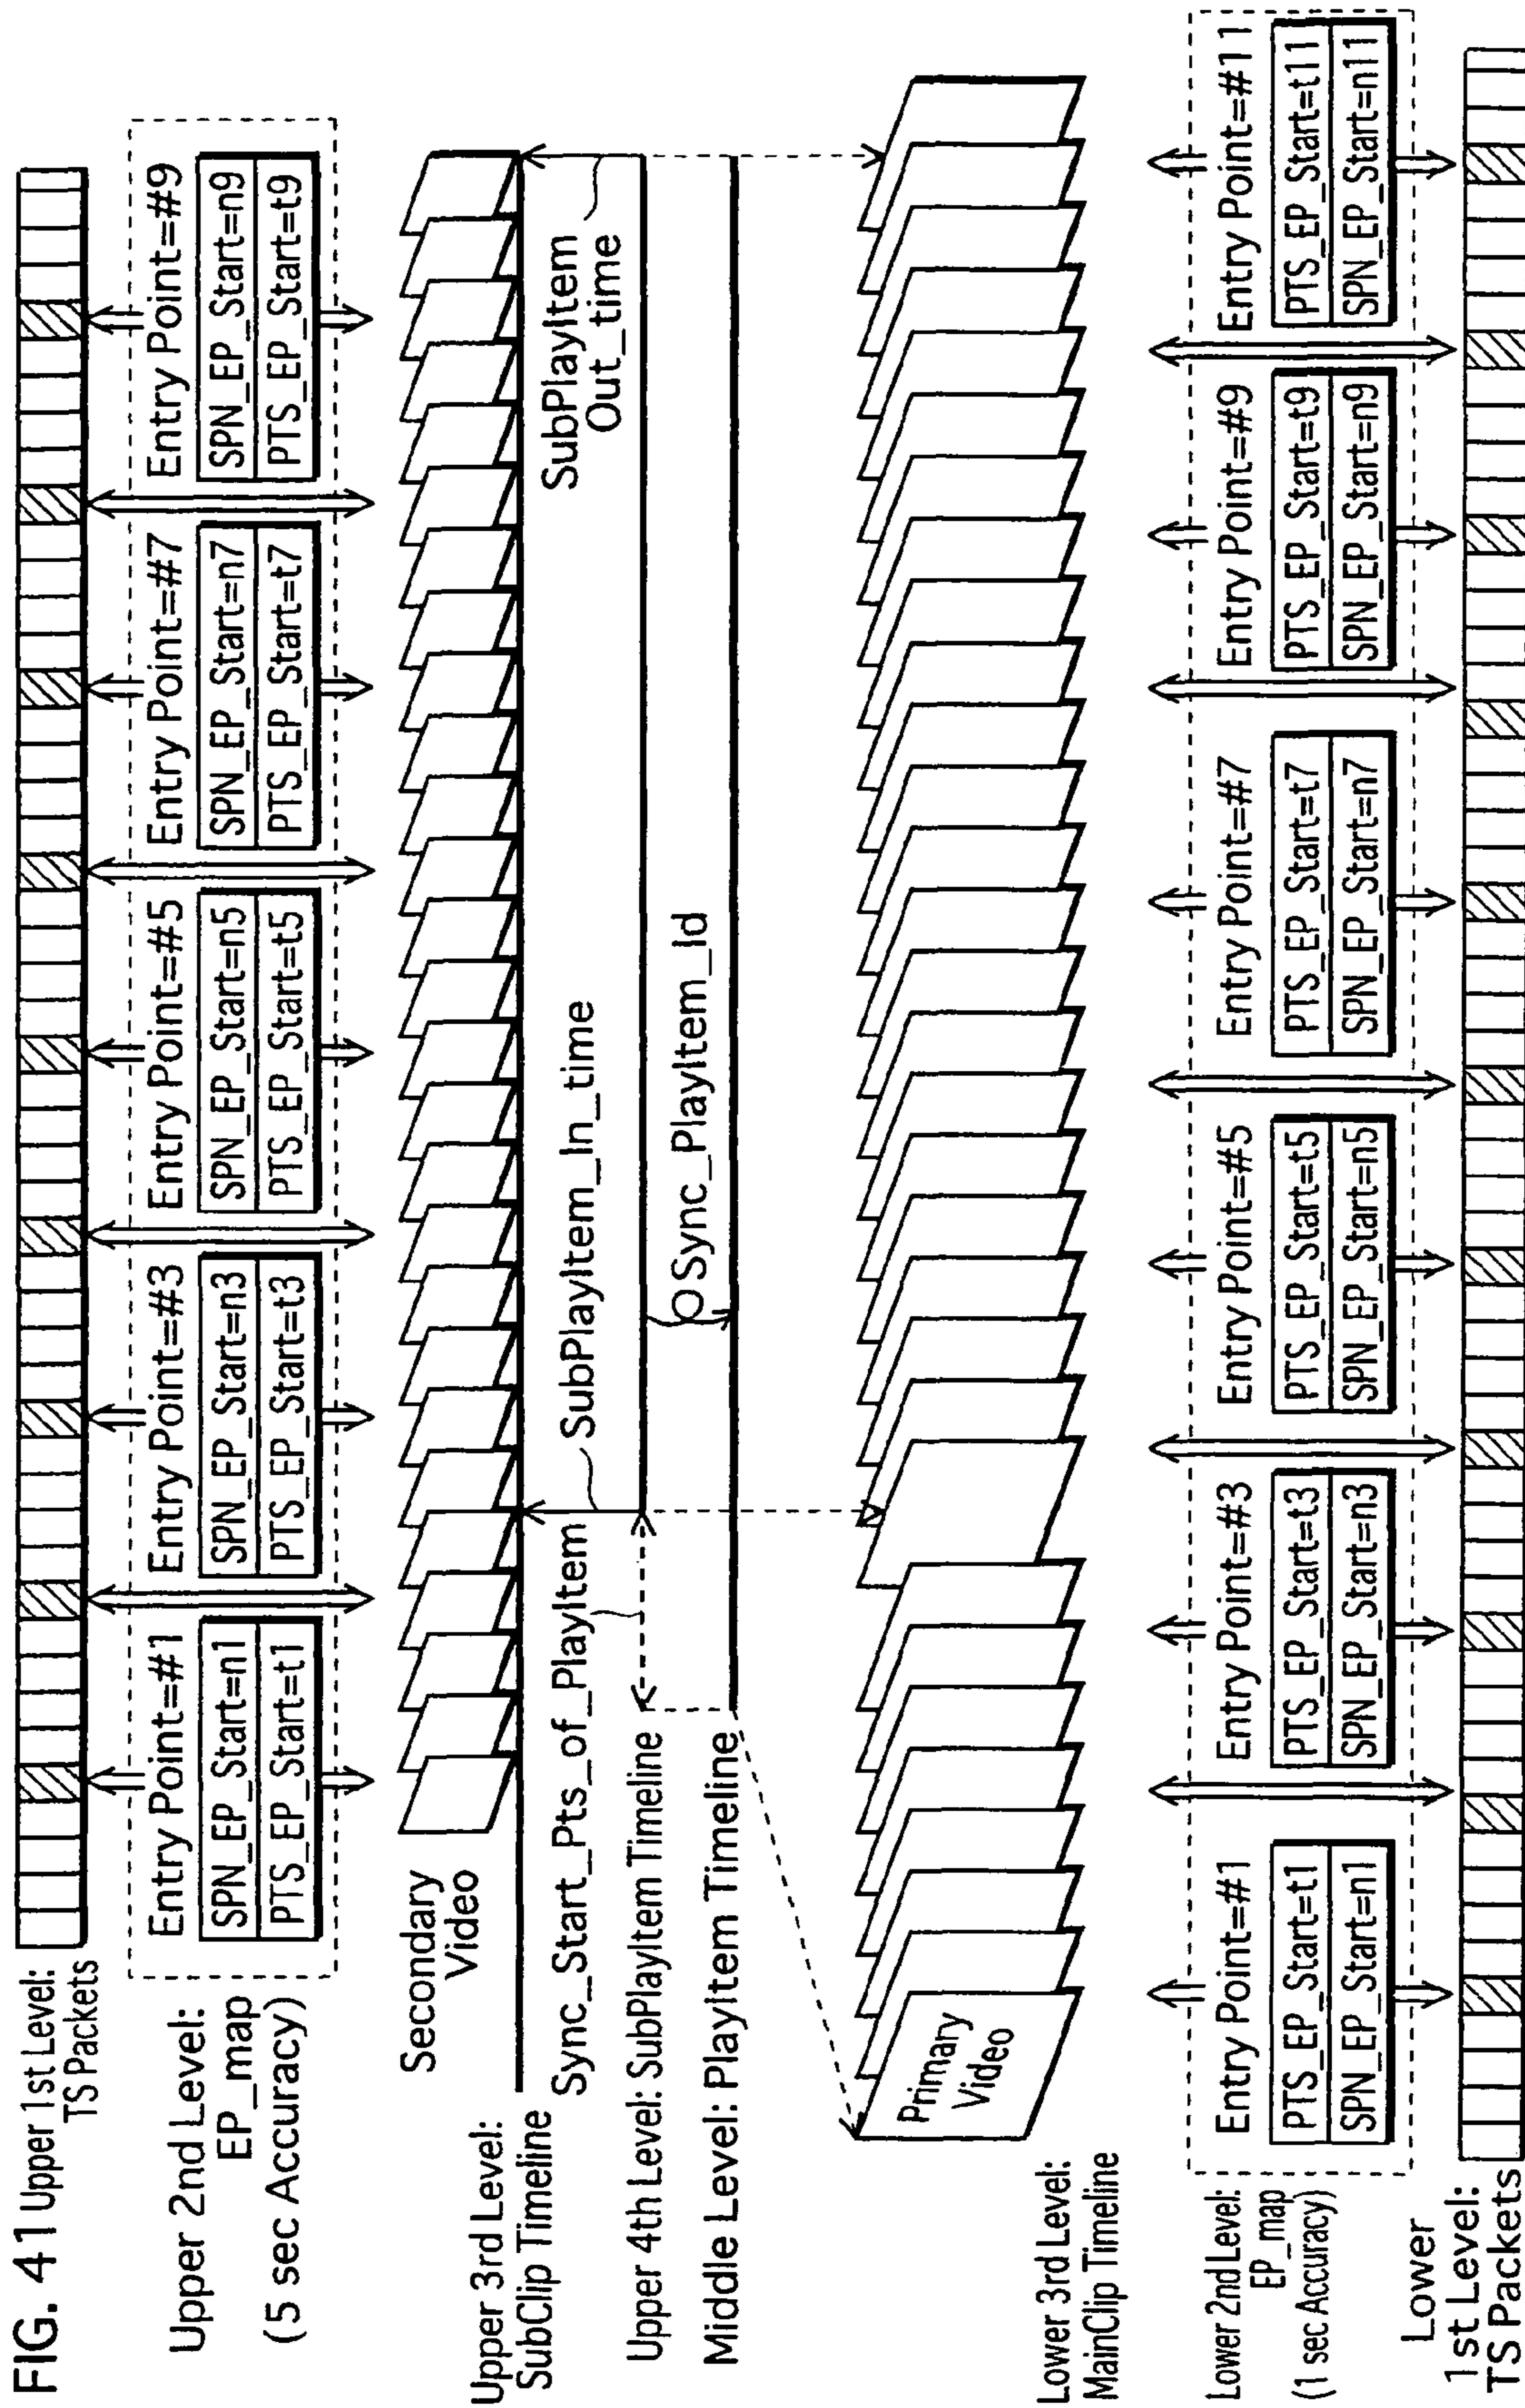 FIG. 41
Upper 1st Level:
TS Packets
Upper 2nd Level:
EP_map
(5 sec Accuracy)
Entry Point=#1
SPN_EP_Start=n1
PTS_EP_Start=t1
Entry Point=#3
SPN_EP_Start=n3
PTS_EP_Start=t3
Entry Point=#5
SPN_EP_Start=n5
PTS_EP_Start=t5
Entry Point=#7
SPN_EP_Start=n7
PTS_EP_Start=t7
Entry Point=#9
SPN_EP_Start=n9
PTS_EP_Start=t9
Secondary
Video
Upper 3rd Level:
SubClip Timeline
Sync_Start_Pts_of_PlayItem
SubPlayItem_In_time
SubPlayItem
Out_time
Upper 4th Level: SubPlayItem Timeline
Sync_PlayItem_Id
Middle Level: PlayItem Timeline
Primary
Video
Lower 3rd Level:
MainClip Timeline
Lower 2nd Level:
EP_map
(1 sec Accuracy)
Entry Point=#1
PTS_EP_Start=t1
SPN_EP_Start=n1
Entry Point=#3
PTS_EP_Start=t3
SPN_EP_Start=n3
Entry Point=#5
PTS_EP_Start=t5
SPN_EP_Start=n5
Entry Point=#7
PTS_EP_Start=t7
SPN_EP_Start=n7
Entry Point=#9
PTS_EP_Start=t9
SPN_EP_Start=n9
Entry Point=#11
PTS_EP_Start=t11
SPN_EP_Start=n11
Lower
1st Level:
TS Packets